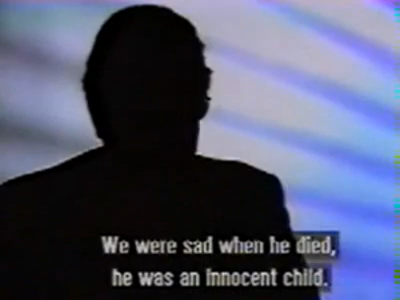 We were sad when he died,
he was an innocent child.